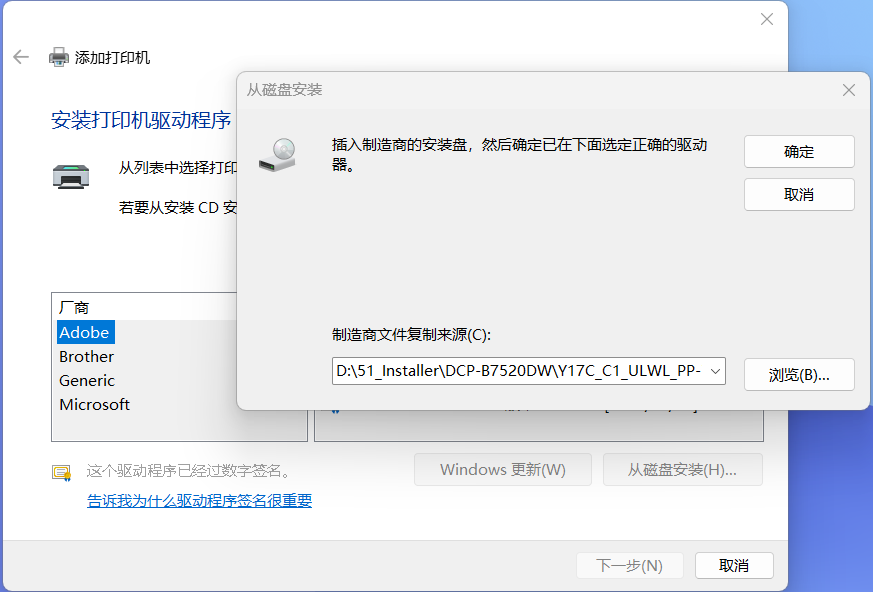 添加打印机
安装打印机驱动程序
从列表中选择打印
若要从安装 CD 安
厂商
Adobe
Brother
Generic
Microsoft
这个驱动程序已经过数字签名。
告诉我为什么驱动程序签名很重要
Windows 更新(W)
从磁盘安装(H)...
下一步(N)
取消
从磁盘安装
插入制造商的安装盘，然后确定已在下面选定正确的驱动
器。
确定
取消
制造商文件复制来源(C):
D:\51_Installer\DCP-B7520DW\Y17C_C1_ULWL_PP-
浏览(B)...